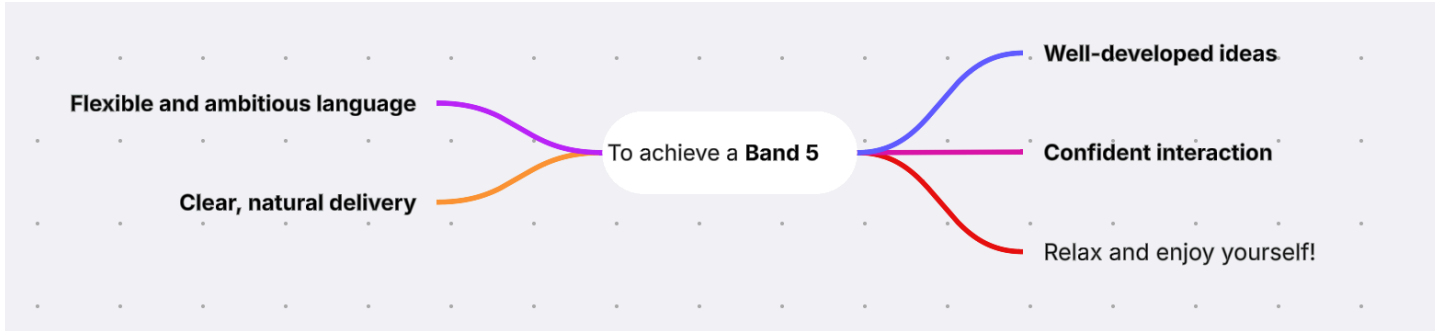 Well-developed ideas
Flexible and ambitious language
To achieve a Band 5
Confident interaction
Clear, natural delivery
Relax and enjoy yourself!